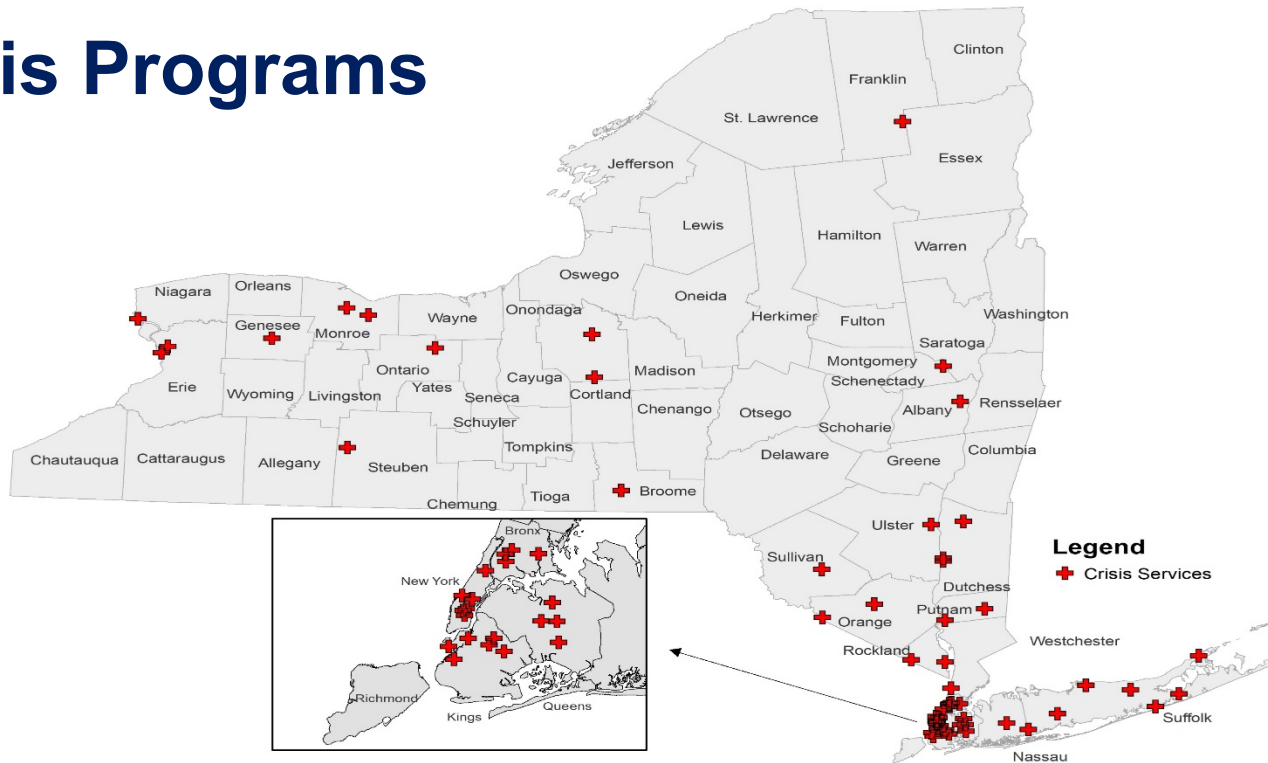 is Programs
Clinton
Franklin
St. Lawrence
Essex
Jefferson
Lewis
Hamilton
Warren
Oswego
Oneida
Herkimer
Fulton
Washington
Niagara
Orleans
Genesee
Monroe
Wayne
Onondaga
Saratoga
Montgomery
Schenectady
Erie
Wyoming
Livingston
Ontario
Yates
Seneca
Cayuga
Cortland
Madison
Chenango
Otsego
Albany
Rensselaer
Schoharie
Schuyler
Tompkins
Chautauqua
Cattaraugus
Allegany
Steuben
Chemung
Tioga
Broome
Delaware
Greene
Columbia
Ulster
Sullivan
Dutchess
Orange
Putnam
Rockland
Westchester
Suffolk
Nassau
Legend
Crisis Services
Bronx
New York
Richmond
Kings
Queens